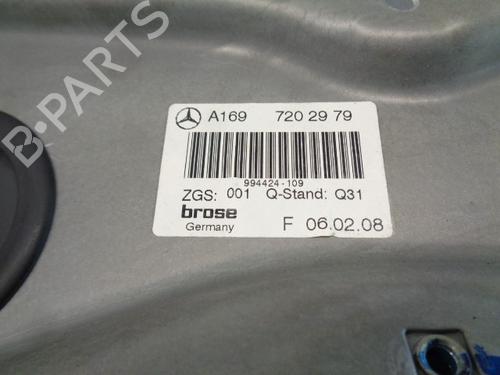 A169 720 29 79
994424-109
ZGS: 001 Q-Stand: Q31
brose
Germany F 06.02.08
B-PARTS